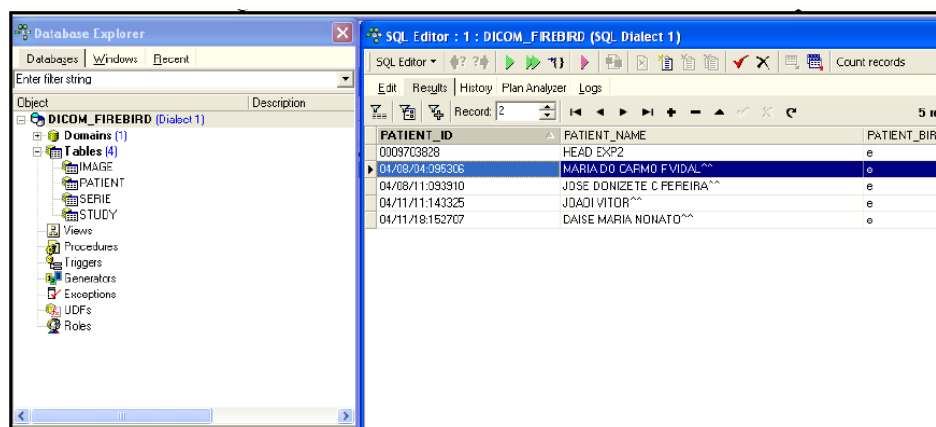 Database Explorer
Databases Windows Recent
Enter filter string
Object Description
DICOM_FIREBIRD (Dialect 1)
Domains (1)
Tables (4)
IMAGE
PATIENT
SERIE
STUDY
Views
Procedures
Triggers
Generators
Exceptions
UDFs
Roles
SQL Editor : 1 : DICOM_FIREBIRD (SQL Dialect 1)
SQL Editor Count records
Edit Results History Plan Analyzer Logs
Record: 2 5
PATIENT_ID PATIENT_NAME PATIENT_BIR
0009703828 HEAD EXP2 e
04/08/04:095306 MARIA DO CARMO F VIDAL^^ e
04/08/11:093910 JOSE DONIZETE C PEREIRA^^ e
04/11/11:143325 JOAOI VITOR^^ e
04/11/18:152707 DAISE MARIA NONATO^^ e